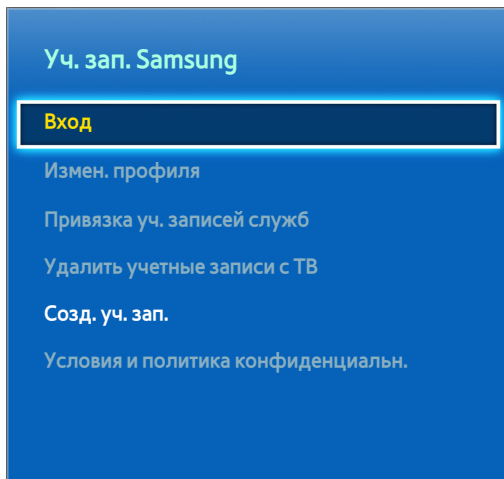 Уч. зап. Samsung
Вход
Измен. профиля
Привязка уч. записей служб
Удалить учетные записи с ТВ
Созд. уч. зап.
Условия и политика конфиденциальн.